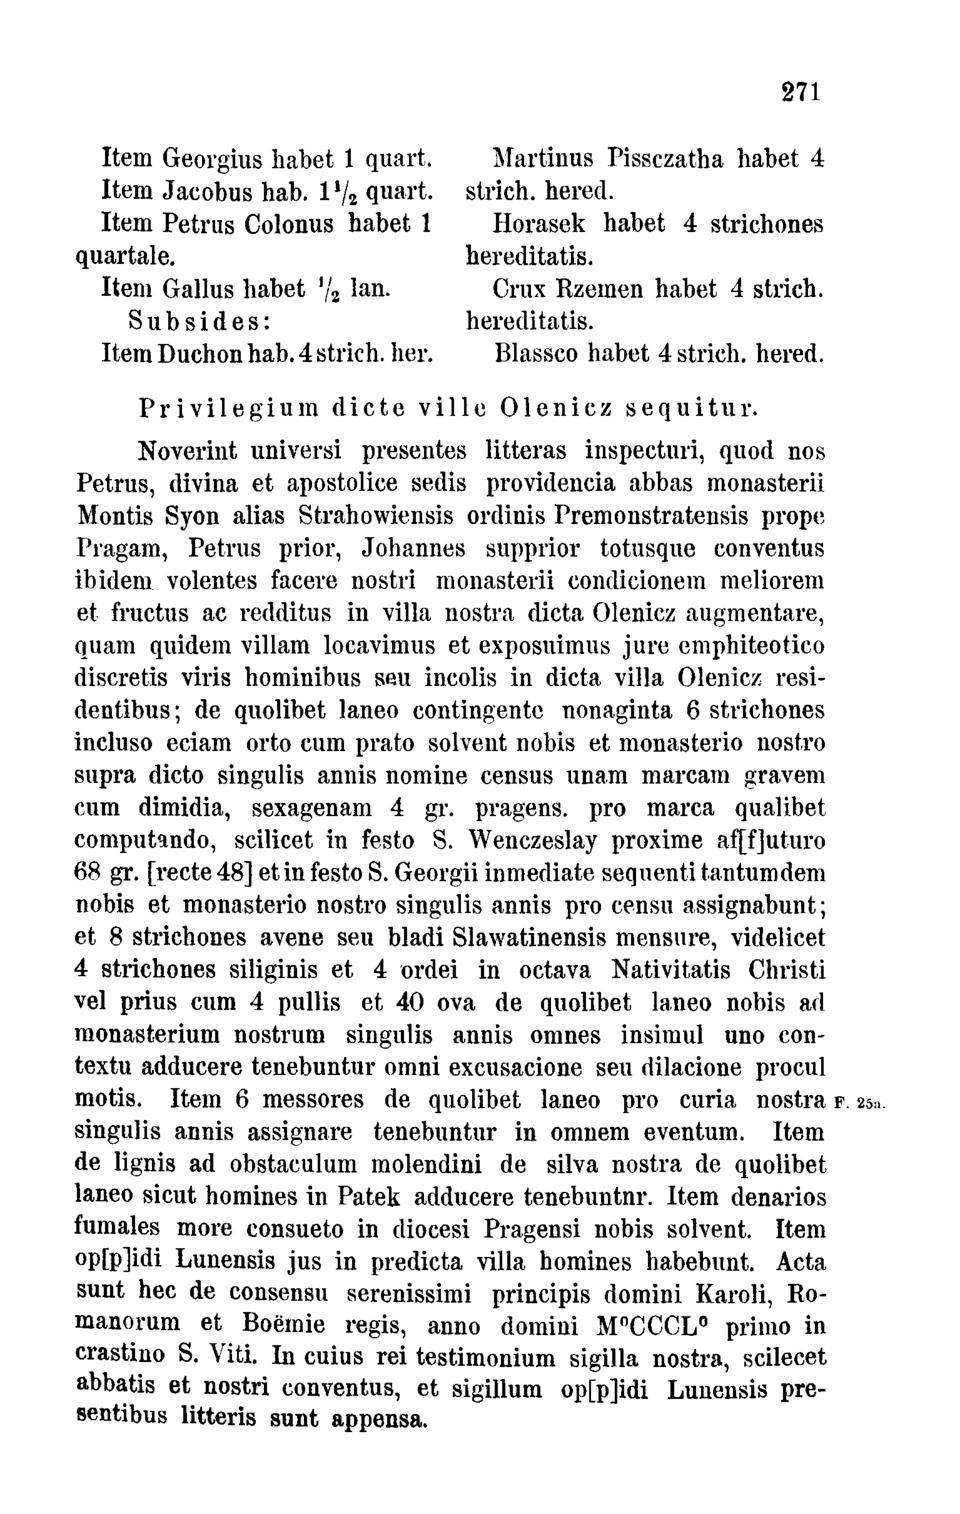 271
Item Georgius habet 1 quart.
Item Jacobus hab. 1 1/2 quart.
Item Petrus Colonus habet 1
quartale.
Item Gallus habet 1/2 lan.
Subsides:
Item Duchon hab. 4 strich. her.
Martinus Pissczatha habet 4
strich. hered.
Horasek habet 4 strichones
hereditatis.
Crux Rzemen habet 4 strich.
hereditatis.
Blassco habet 4 strich. hered.
Privilegium dicte ville Olenicz sequitur.
Noverint universi presentes litteras inspecturi, quod nos
Petrus, divina et apostolice sedis providencia abbas monasterii
Montis Syon alias Strahowiensis ordinis Premonstratensis prope
Pragam, Petrus prior, Johannes supprior totusque conventus
ibidem volentes facere nostri monasterii condicionem meliorem
et fructus ac redditus in villa nostra dicta Olenicz augmentare,
quam quidem villam locavimus et exposuimus jure emphiteotico
discretis viris hominibus seu incolis in dicta villa Olenicz resi-
dentibus; de quolibet laneo contingente nonaginta 6 strichones
incluso eciam orto cum prato solvent nobis et monasterio nostro
supra dicto singulis annis nomine census unam marcam gravem
cum dimidia, sexagenam 4 gr. pragens. pro marca qualibet
computando, scilicet in festo S. Wenczeslay proxime af[f]uturo
68 gr. [recte 48] et in festo S. Georgii inmediate sequenti tantumdem
nobis et monasterio nostro singulis annis pro censu assignabunt;
et 8 strichones avene seu bladi Slawatinensis mensure, videlicet
4 strichones siliginis et 4 ordei in octava Nativitatis Christi
vel prius cum 4 pullis et 40 ova de quolibet laneo nobis ad
monasterium nostrum singulis annis omnes insimul uno con-
textu adducere tenebuntur omni excusacione seu dilacione procul
motis. Item 6 messores de quolibet laneo pro curia nostra F. 25a.
singulis annis assignare tenebuntur in omnem eventum. Item
de lignis ad obstaculum molendini de silva nostra de quolibet
laneo sicut homines in Patek adducere tenebuntnr. Item denarios
fumales more consueto in diocesi Pragensi nobis solvent. Item
op[p]idi Lunensis jus in predicta villa homines habebunt. Acta
sunt hec de consensu serenissimi principis domini Karoli, Ro-
manorum et Boëmie regis, anno domini M⁰CCCL⁰ primo in
crastino S. Viti. In cuius rei testimonium sigilla nostra, scilecet
abbatis et nostri conventus, et sigillum op[p]idi Lunensis pre-
sentibus litteris sunt appensa.